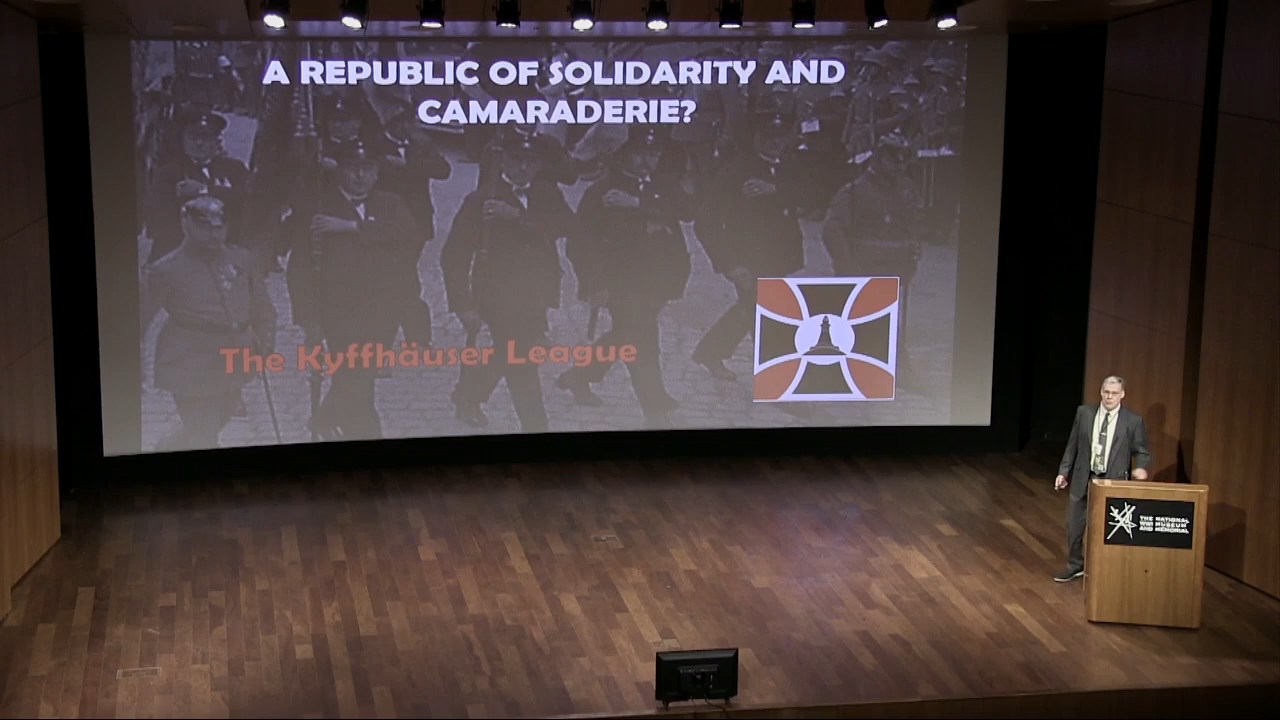 A REPUBLIC OF SOLIDARITY AND
CAMARADERIE?
The Kyffhäuser League
THE NATIONAL
WWI MUSEUM
AND MEMORIAL